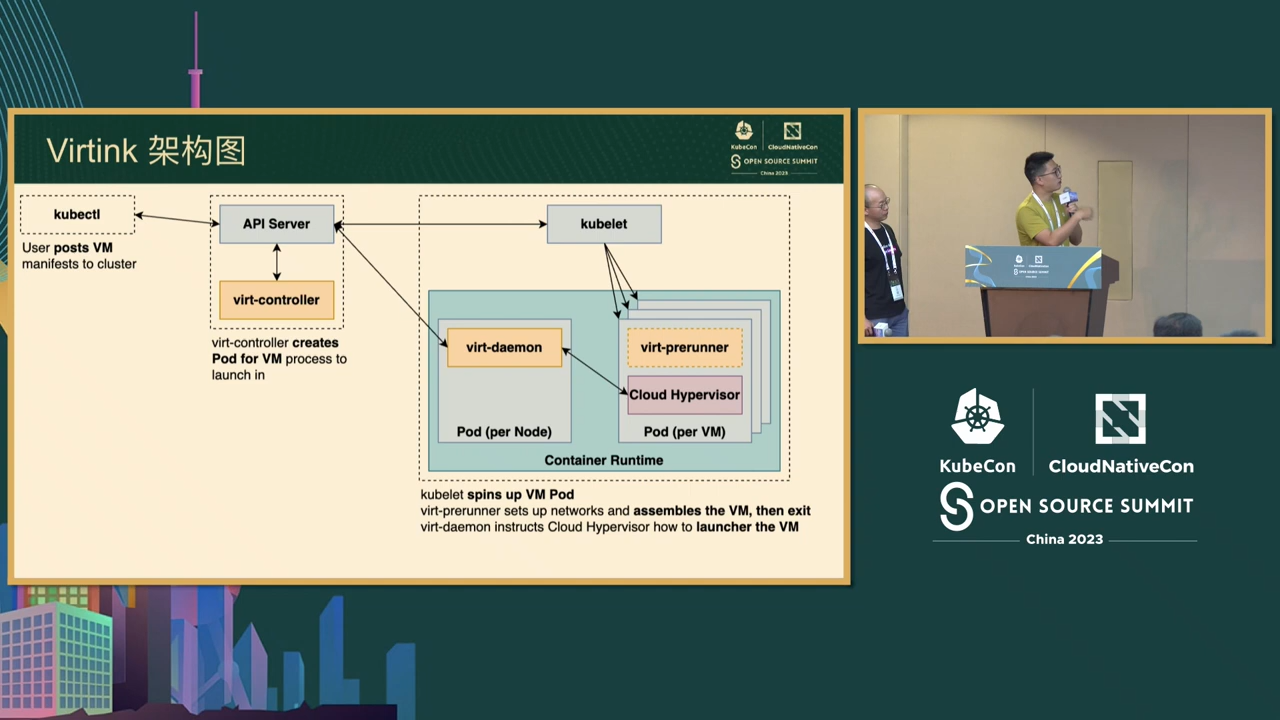 Virtink 架构图
KubeCon
CloudNativeCon
OPEN SOURCE SUMMIT
China 2023
kubectl
User posts VM
manifests to cluster
API Server
virt-controller
virt-controller creates
Pod for VM process to
launch in
kubelet
virt-daemon
Pod (per Node)
virt-prerunner
Cloud Hypervisor
Pod (per VM)
Container Runtime
kubelet spins up VM Pod
virt-prerunner sets up networks and assembles the VM, then exit
virt-daemon instructs Cloud Hypervisor how to launcher the VM
KubeCon
CloudNativeCon
OPEN SOURCE SUMMIT
China 2023